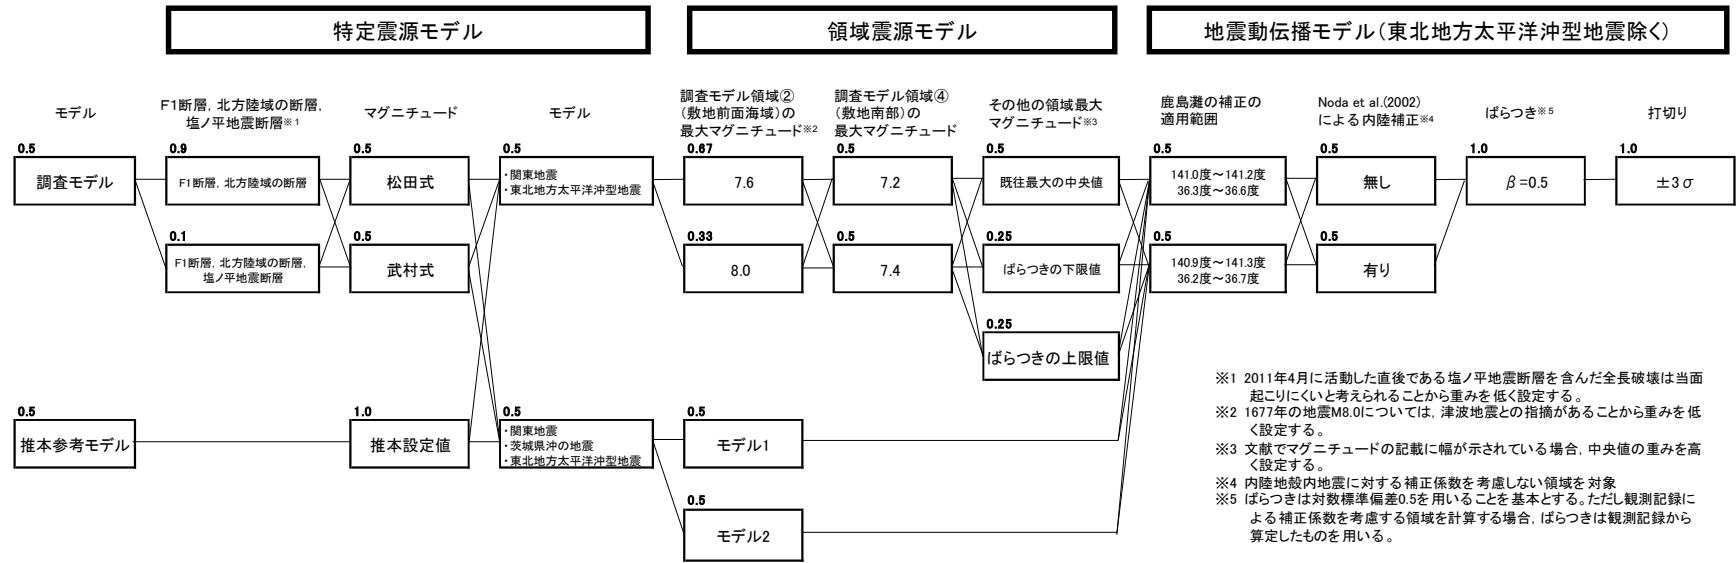 特定震源モデル
領域震源モデル
地震動伝播モデル(東北地方太平洋沖型地震除く)
モデル
F1断層，北方陸域の断層，
塩ノ平地震断層※1
マグニチュード
モデル
調査モデル領域②
(敷地前面海域)の
最大マグニチュード※2
調査モデル領域④
(敷地南部)の
最大マグニチュード
その他の領域最大
マグニチュード※3
鹿島灘の補正の
適用範囲
Noda et al.(2002)
による内陸補正※4
ばらつき※5
打切り
0.5
調査モデル
0.9
F1断層，北方陸域の断層
0.5
松田式
0.5
・関東地震
・東北地方太平洋沖型地震
0.67
7.6
0.5
7.2
0.5
既往最大の中央値
0.5
141.0度～141.2度
36.3度～36.6度
0.5
無し
1.0
β=0.5
1.0
±3σ
0.1
F1断層，北方陸域の断層，
塩ノ平地震断層
0.5
武村式
0.33
8.0
0.5
7.4
0.25
ばらつきの下限値
0.5
140.9度～141.3度
36.2度～36.7度
0.5
有り
0.25
ばらつきの上限値
0.5
推本参考モデル
1.0
推本設定値
0.5
・関東地震
・茨城県沖の地震
・東北地方太平洋沖型地震
0.5
モデル1
0.5
モデル2
※1 2011年4月に活動した直後である塩ノ平地震断層を含んだ全長破壊は当面
起こりにくいと考えられることから重みを低く設定する。
※2 1677年の地震M8.0については，津波地震との指摘があることから重みを低
く設定する。
※3 文献でマグニチュードの記載に幅が示されている場合，中央値の重みを高
く設定する。
※4 内陸地殻内地震に対する補正係数を考慮しない領域を対象
※5 ばらつきは対数標準偏差0.5を用いることを基本とする。ただし観測記録に
よる補正係数を考慮する領域を計算する場合，ばらつきは観測記録から
算定したものを用いる。